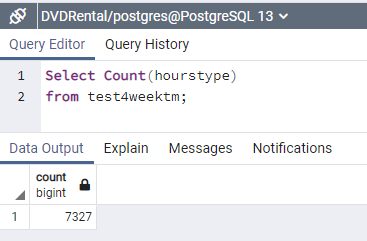 DVDRental/postgres@PostgreSQL 13
Query Editor Query History
1 Select Count(hourstype)
2 from test4weektm;
Data Output Explain Messages Notifications
count
bigint
1 7327